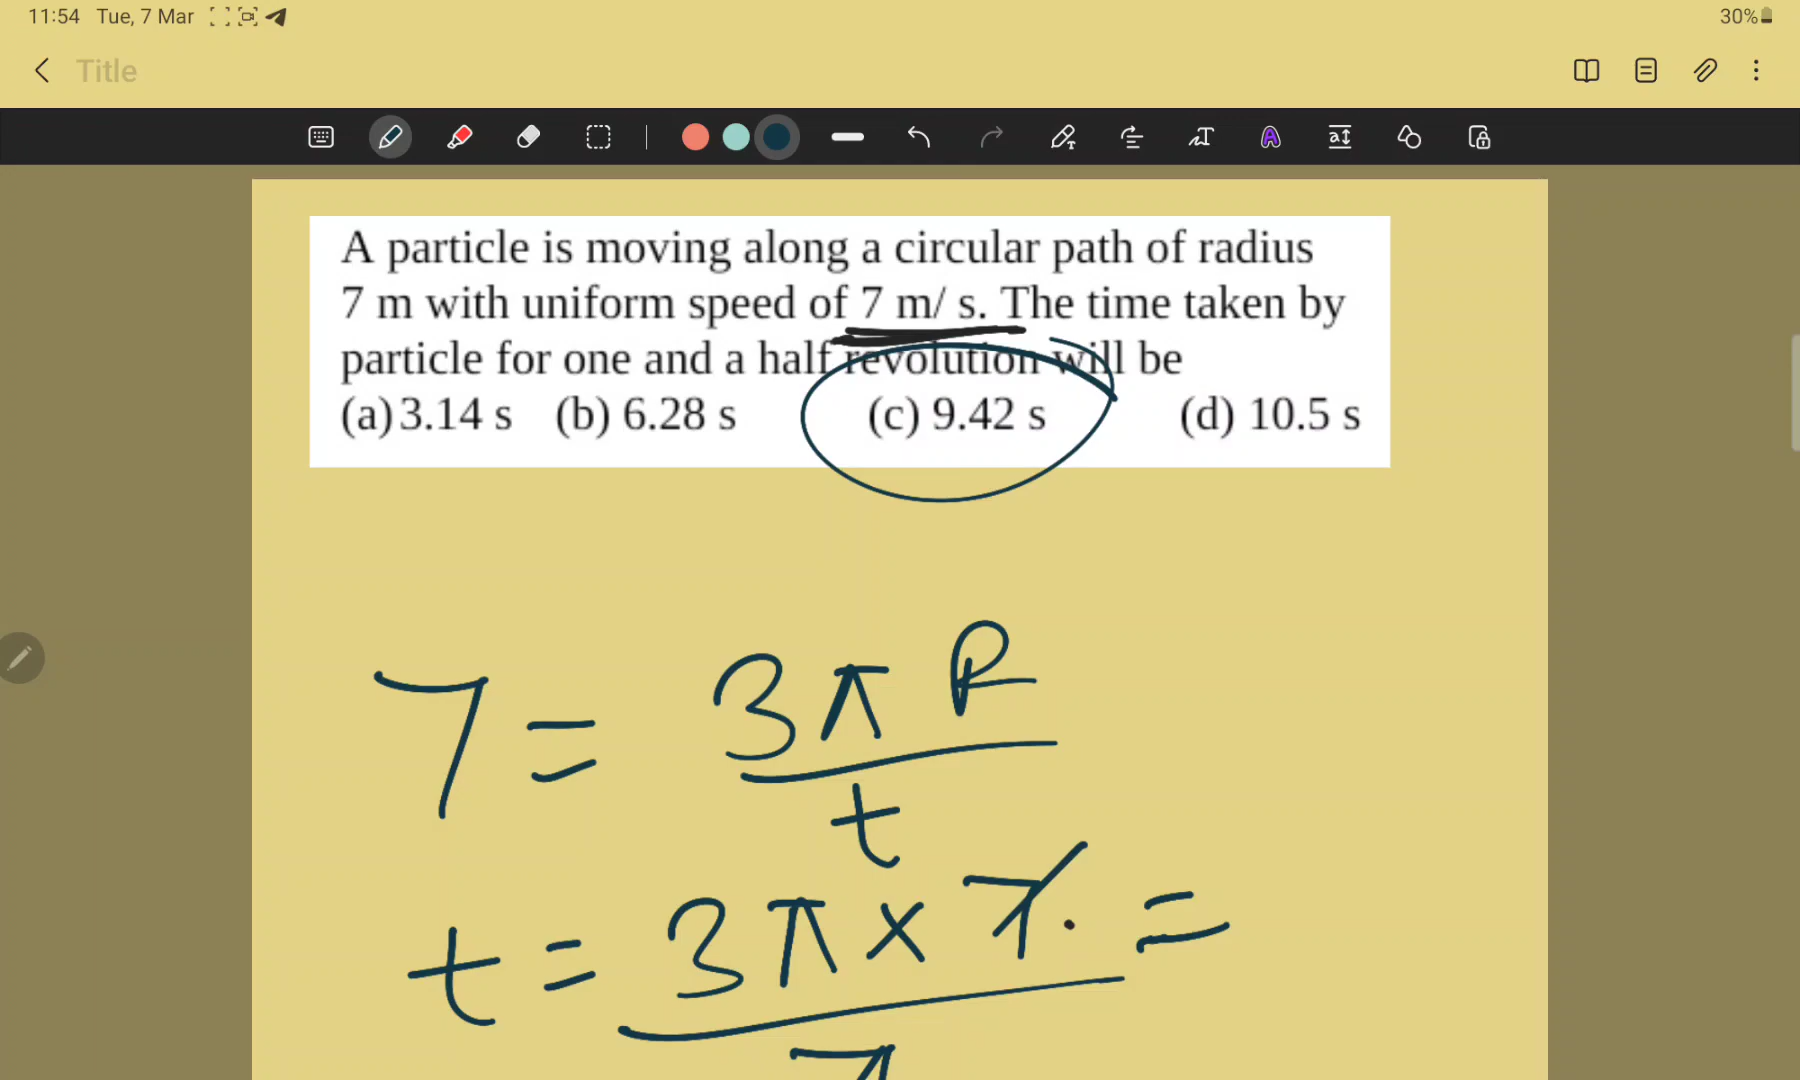 11:54 Tue, 7 Mar
30%
Title
A particle is moving along a circular path of radius
7 m with uniform speed of 7 m/ s. The time taken by
particle for one and a half revolution will be
(a) 3.14 s (b) 6.28 s (c) 9.42 s (d) 10.5 s
7 = 3π R
t
t = 3π × 7 =
7